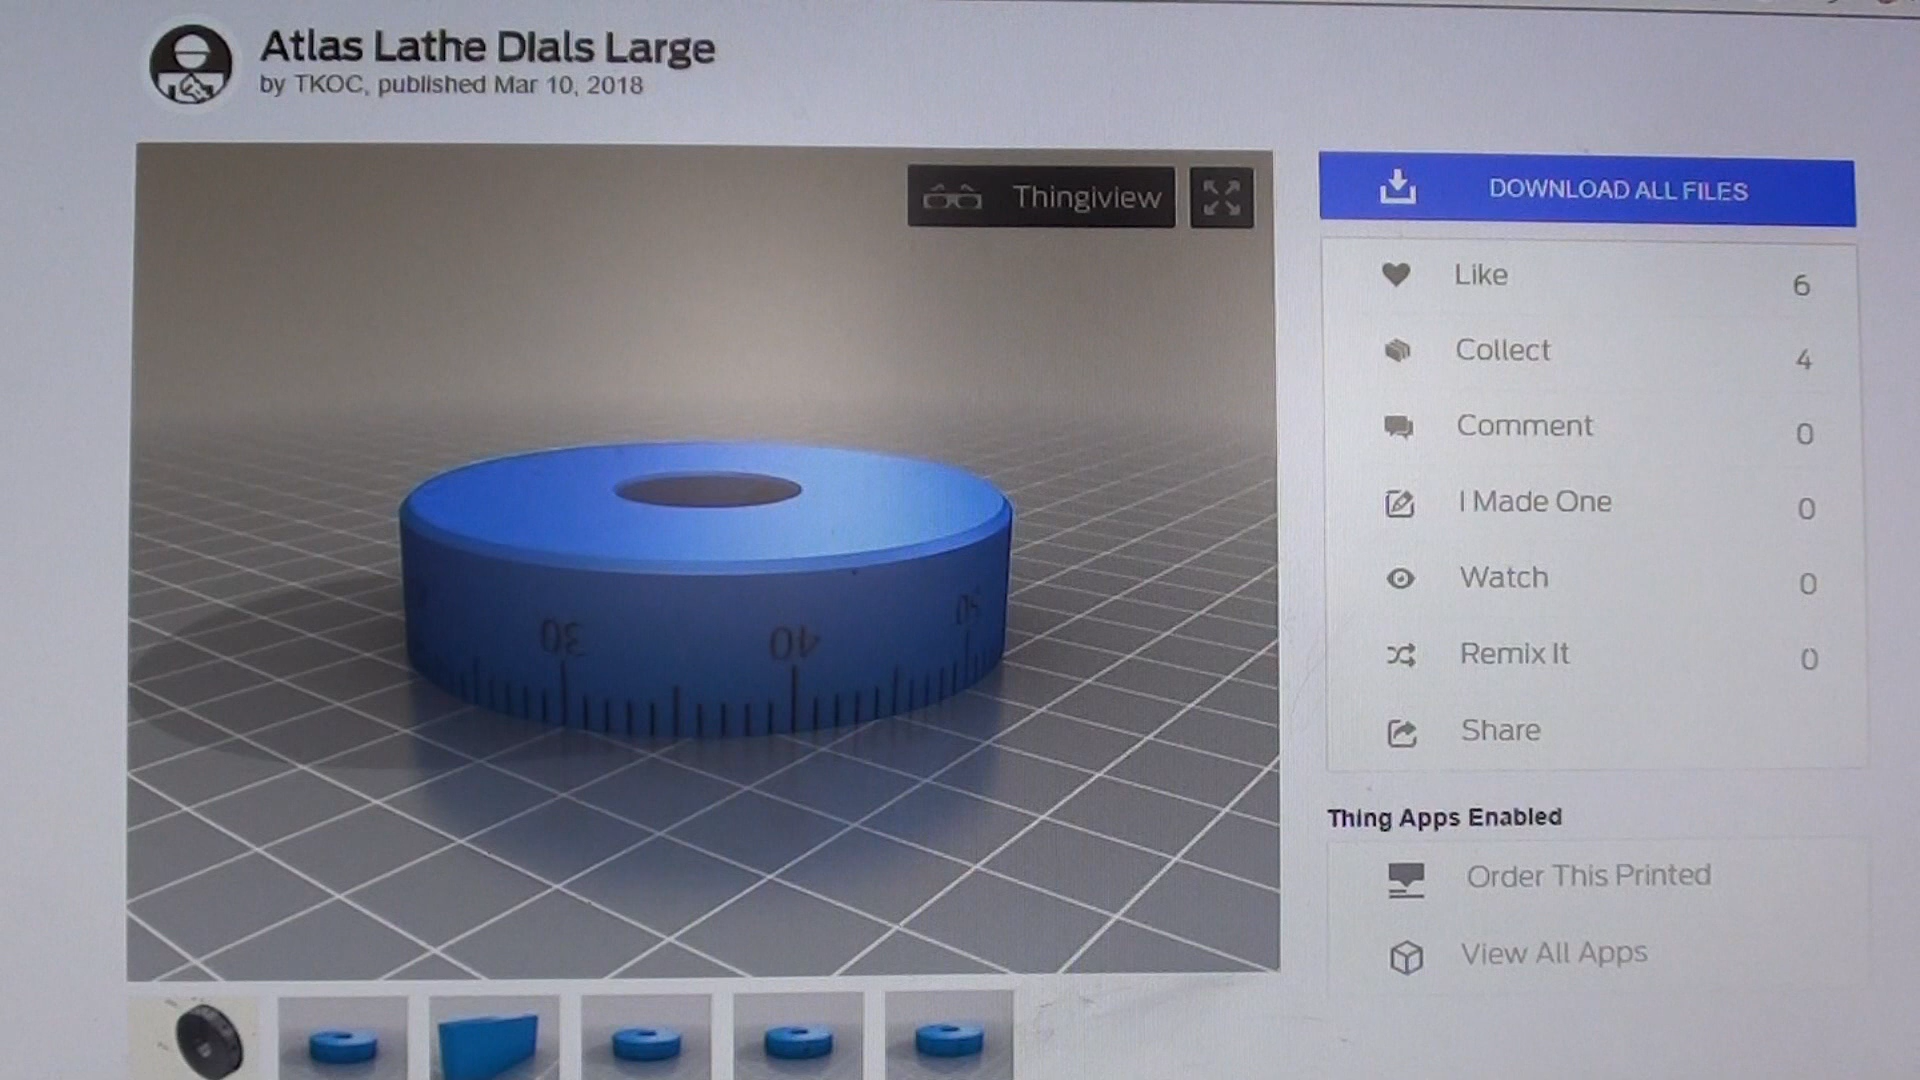 Atlas Lathe DIals Large
by TKOC, published Mar 10, 2018
Thingiview
DOWNLOAD ALL FILES
Like 6
Collect 4
Comment 0
I Made One 0
Watch 0
Remix It 0
Share
30 40 50
Thing Apps Enabled
Order This Printed
View All Apps